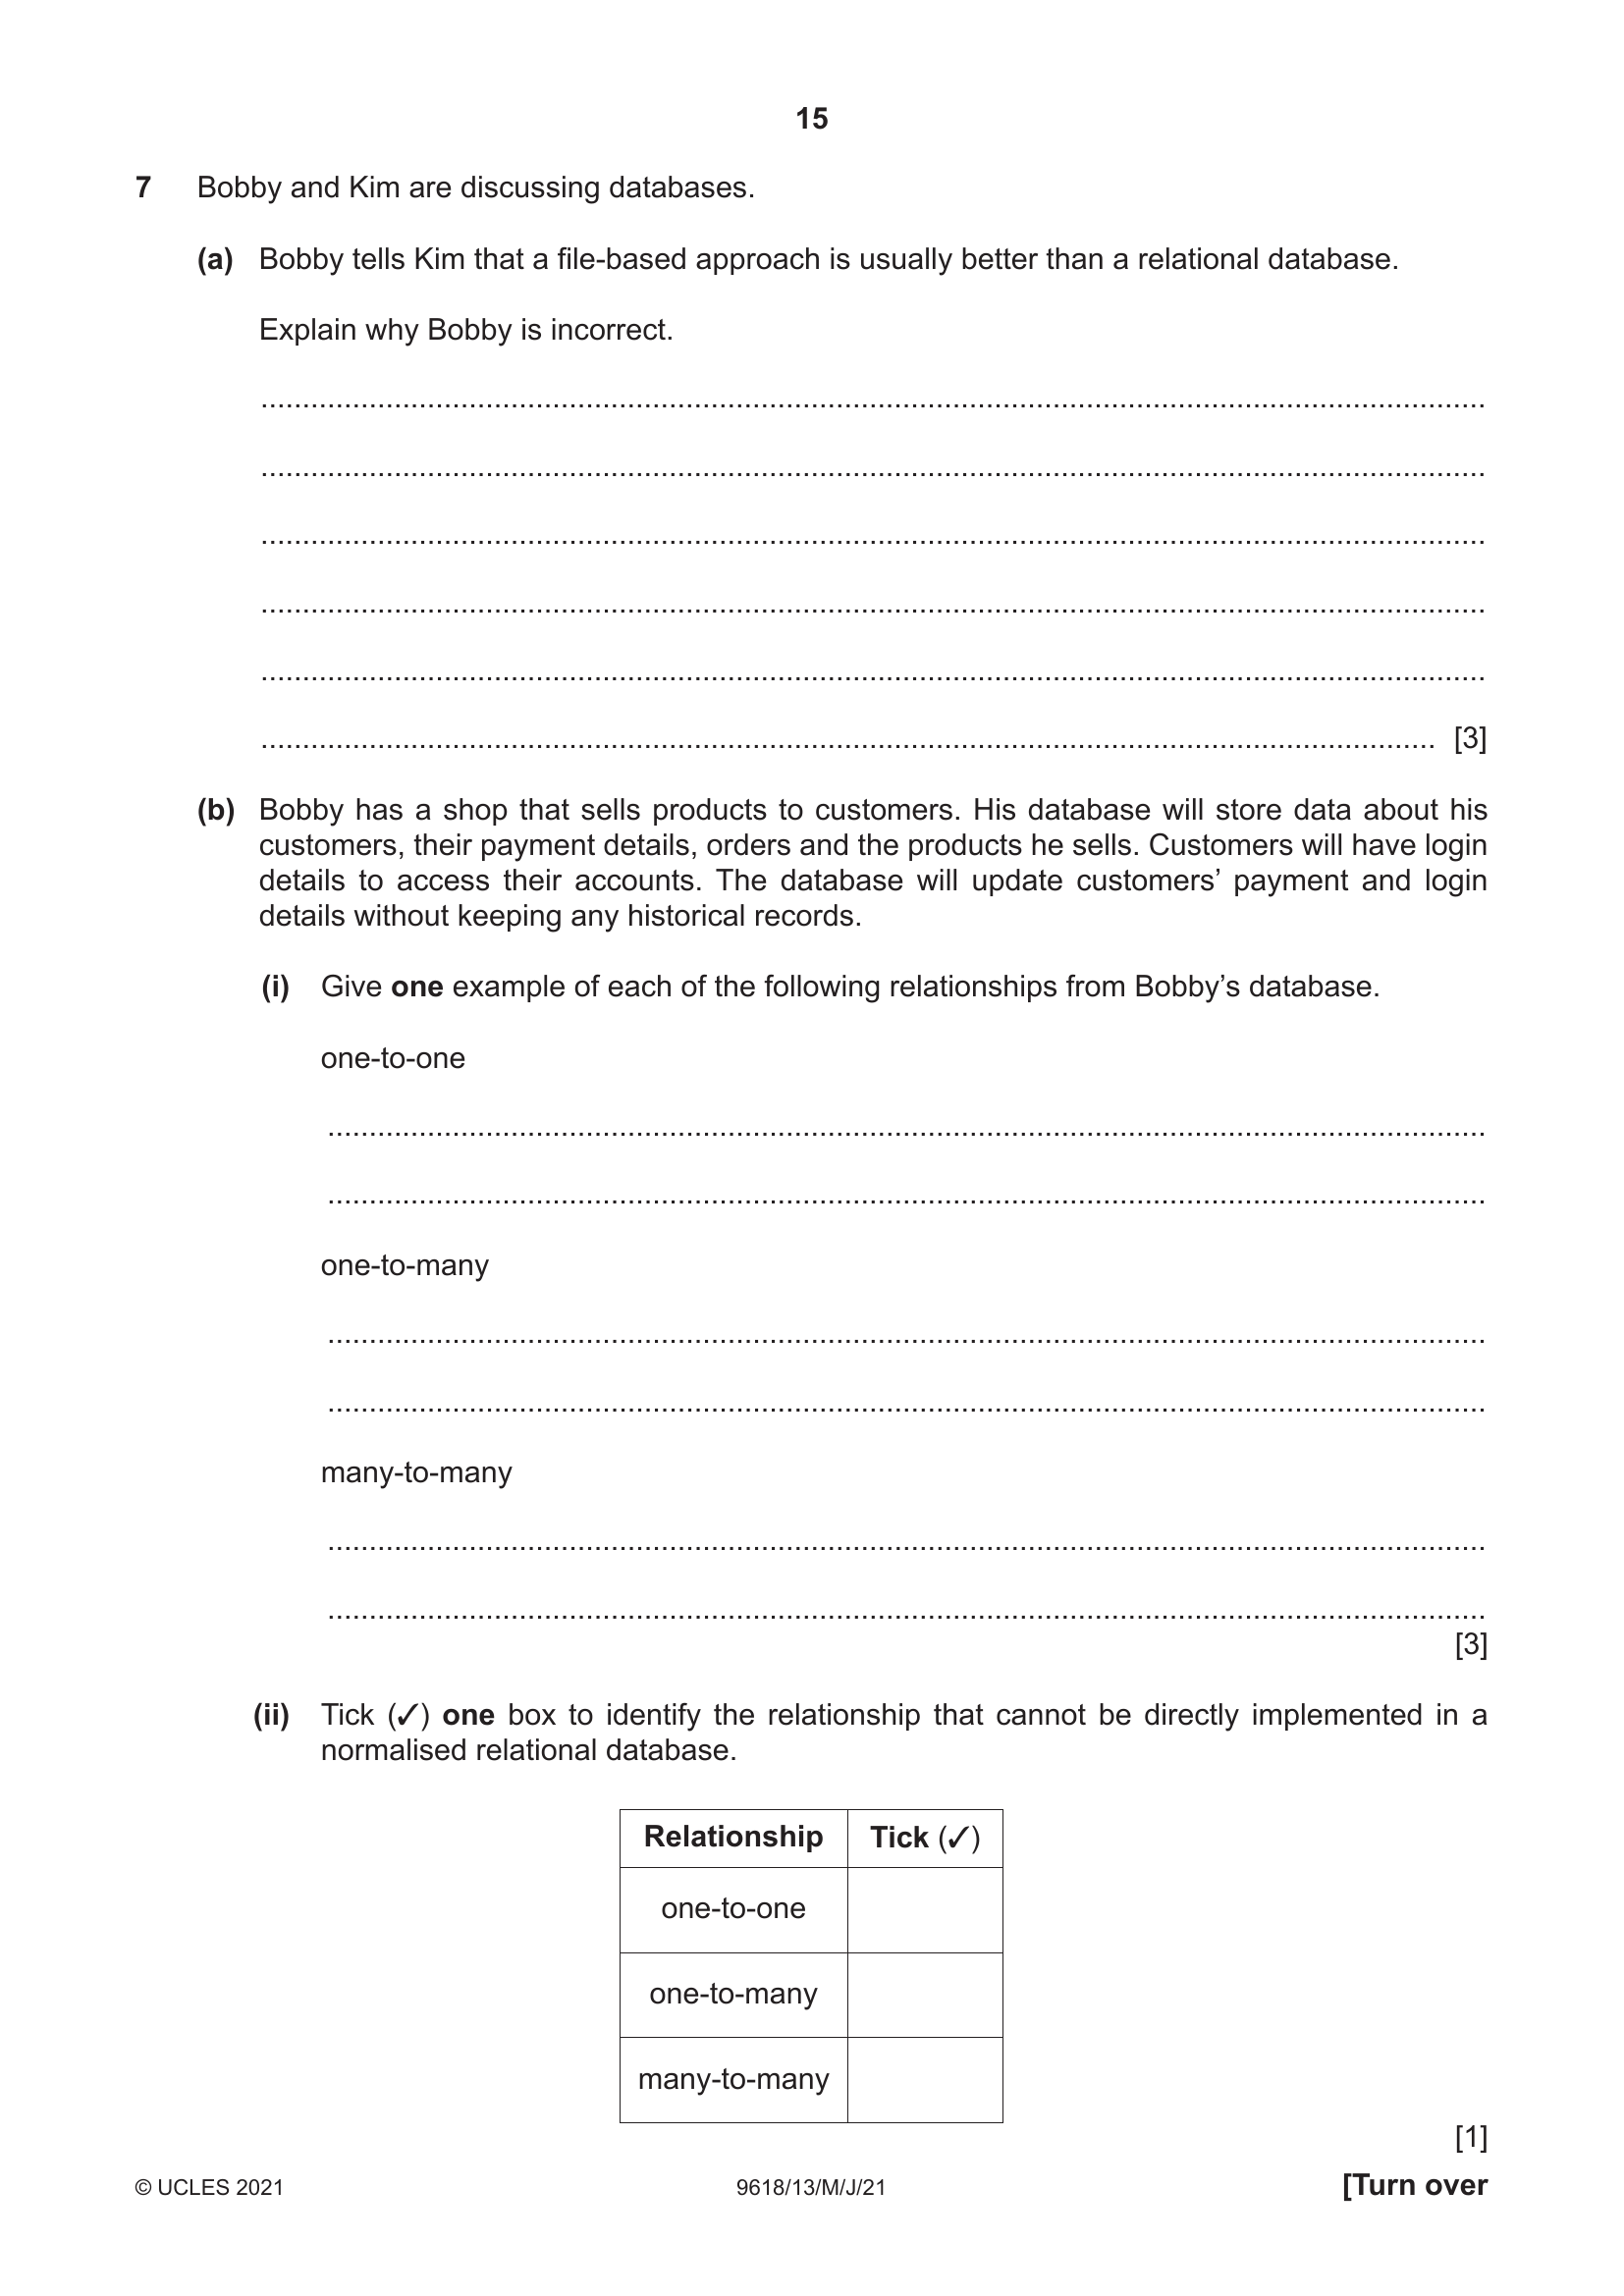 15
7 Bobby and Kim are discussing databases.
(a) Bobby tells Kim that a file-based approach is usually better than a relational database.
Explain why Bobby is incorrect.
..........................................................................................
..........................................................................................
..........................................................................................
..........................................................................................
..........................................................................................
.......................................................................................... [3]
(b) Bobby has a shop that sells products to customers. His database will store data about his
customers, their payment details, orders and the products he sells. Customers will have login
details to access their accounts. The database will update customers’ payment and login
details without keeping any historical records.
(i) Give one example of each of the following relationships from Bobby’s database.
one-to-one
..........................................................................................
..........................................................................................
one-to-many
..........................................................................................
..........................................................................................
many-to-many
..........................................................................................
..........................................................................................
[3]
(ii) Tick (✓) one box to identify the relationship that cannot be directly implemented in a
normalised relational database.
Relationship Tick (✓)
one-to-one
one-to-many
many-to-many
[1]
© UCLES 2021 9618/13/M/J/21 [Turn over